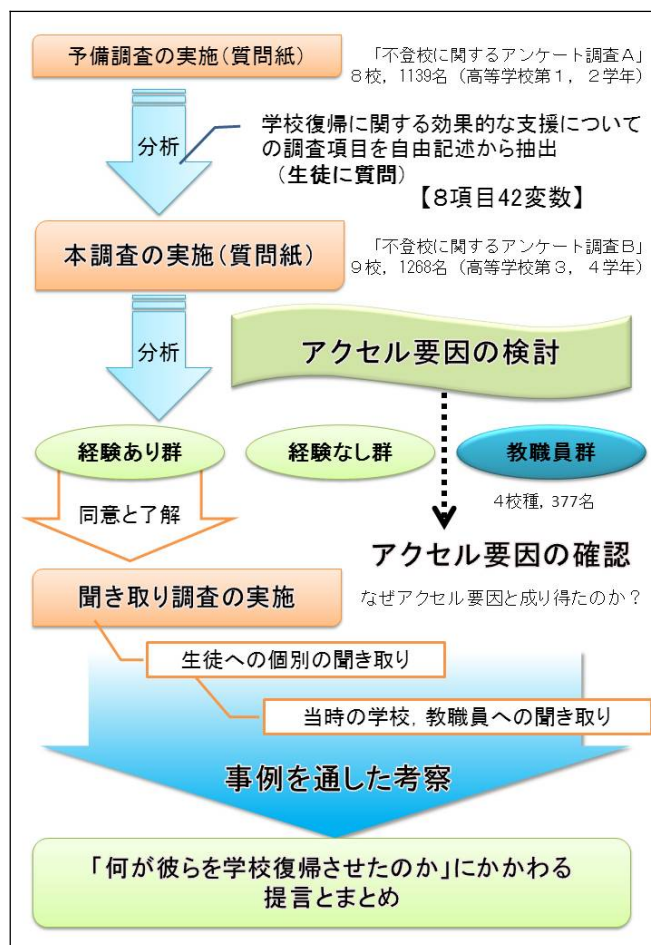 予備調査の実施(質問紙)
「不登校に関するアンケート調査A」
８校，1139名（高等学校第１，２学年）
分析
学校復帰に関する効果的な支援について
の調査項目を自由記述から抽出
（生徒に質問）
【８項目42変数】
本調査の実施(質問紙)
「不登校に関するアンケート調査B」
９校，1268名（高等学校第３，４学年）
分析
アクセル要因の検討
経験あり群
経験なし群
教職員群
4校種，377名
同意と了解
アクセル要因の確認
なぜアクセル要因と成り得たのか？
聞き取り調査の実施
生徒への個別の聞き取り
当時の学校，教職員への聞き取り
事例を通した考察
「何が彼らを学校復帰させたのか」にかかわる
提言とまとめ